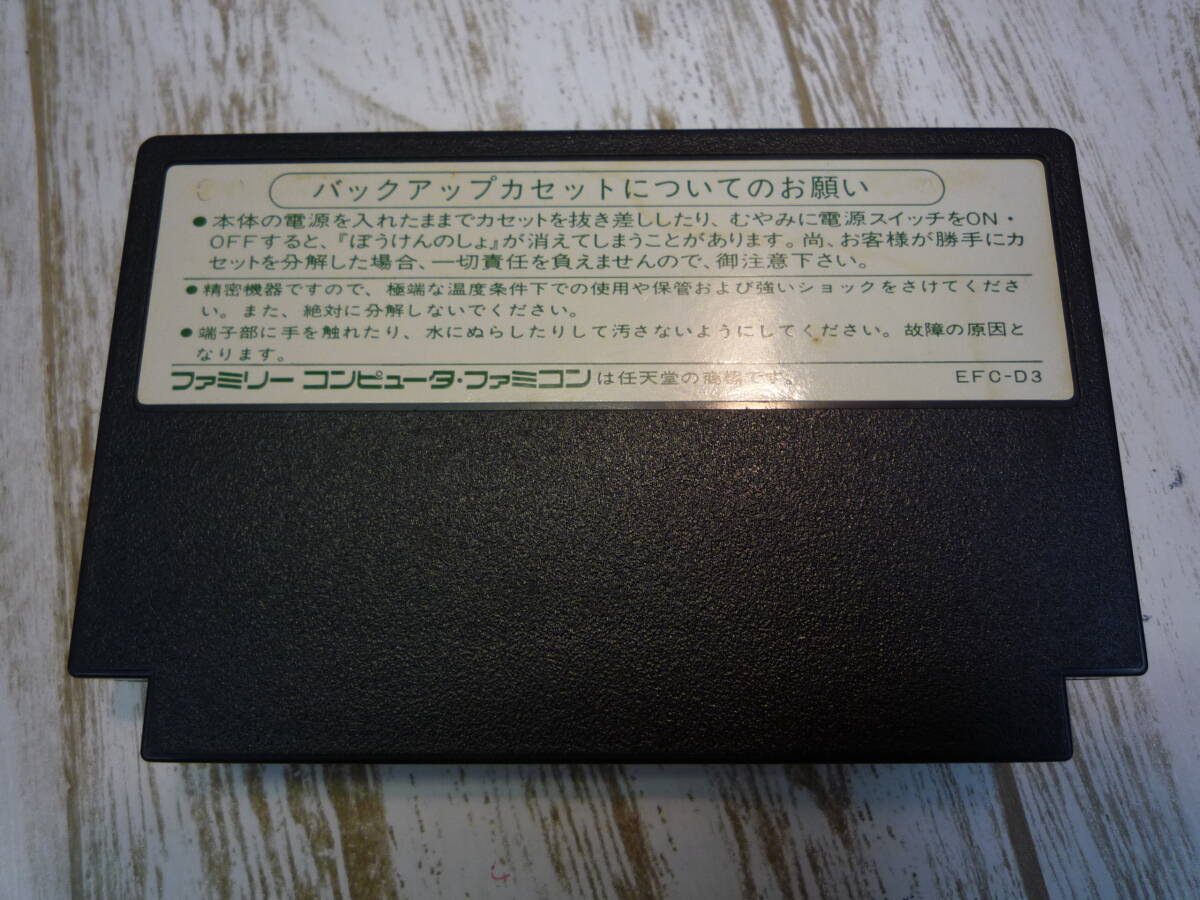 バックアップカセットについてのお願い
●本体の電源を入れたままでカセットを抜き差ししたり、むやみに電源スイッチをON・
OFFすると、『ぼうけんのしょ』が消えてしまうことがあります。尚、お客様が勝手にカ
セットを分解した場合、一切責任を負えませんので、御注意下さい。
●精密機器ですので、極端な温度条件下での使用や保管および強いショックをさけてくださ
い。また、絶対に分解しないでください。
●端子部に手を触れたり、水にぬらしたりして汚さないようにしてください。故障の原因と
なります。
ファミリーコンピュータ・ファミコンは任天堂の商標です。 EFC-D3